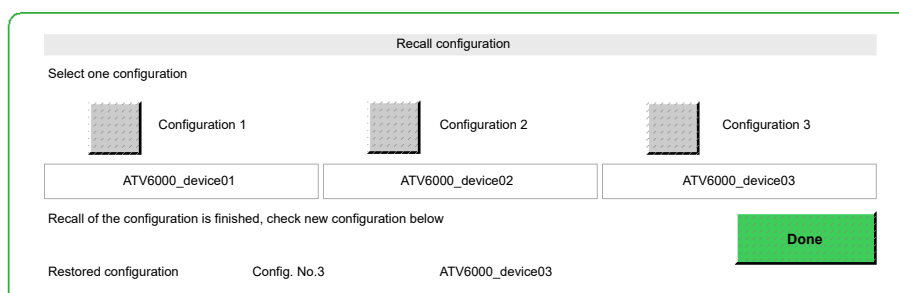 Recall configuration
Select one configuration
Configuration 1 Configuration 2 Configuration 3
ATV6000_device01 ATV6000_device02 ATV6000_device03
Recall of the configuration is finished, check new configuration below
Done
Restored configuration Config. No.3 ATV6000_device03